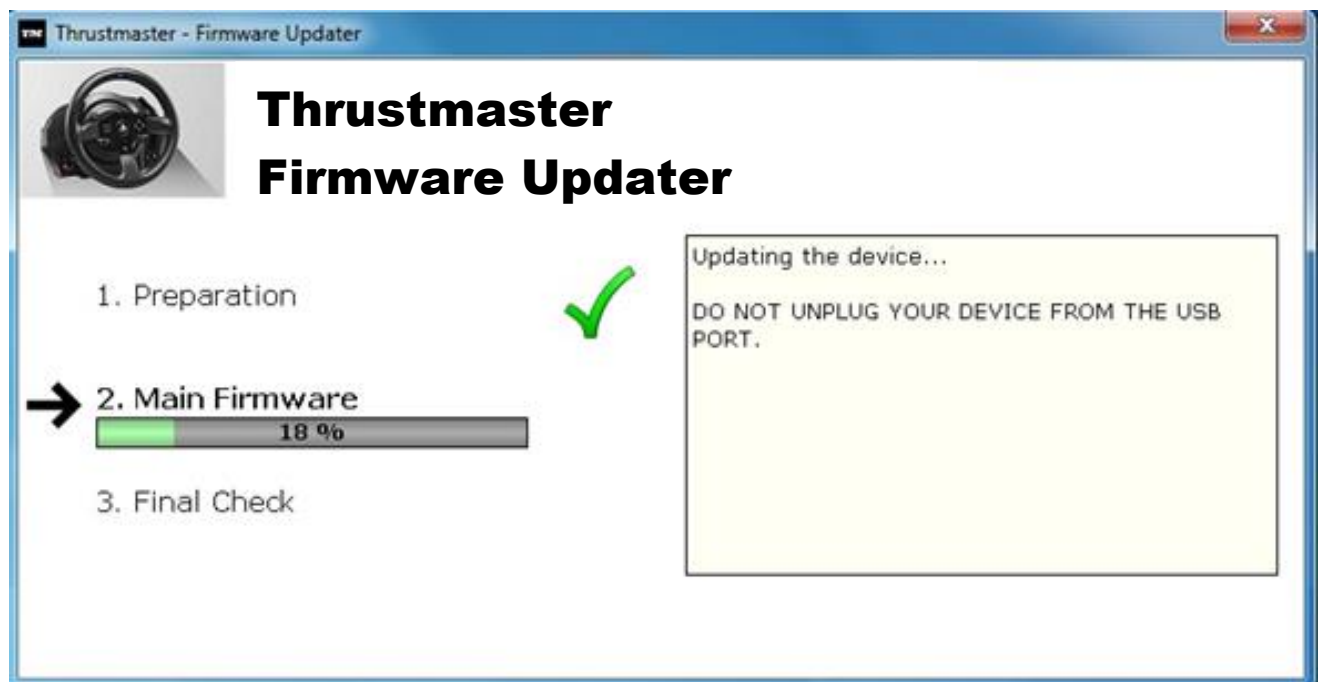 Thrustmaster - Firmware Updater
Thrustmaster
Firmware Updater
1. Preparation
2. Main Firmware
18 %
3. Final Check
Updating the device...
DO NOT UNPLUG YOUR DEVICE FROM THE USB
PORT.